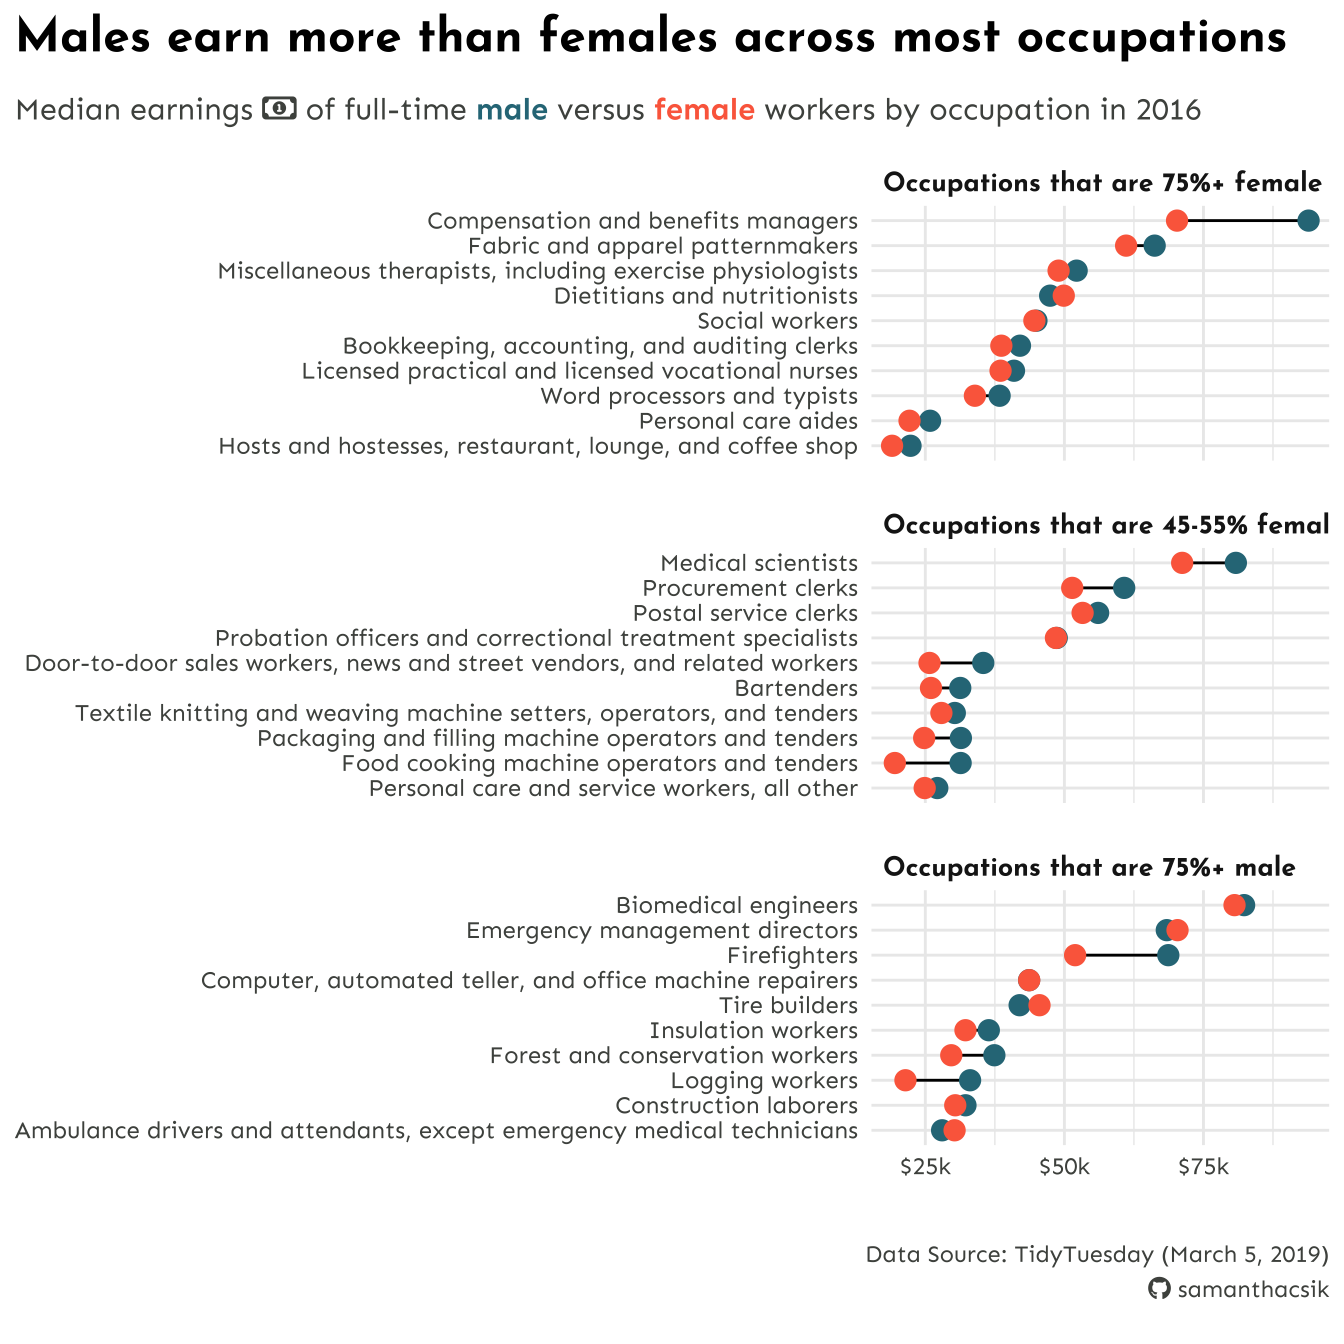 Males earn more than females across most occupations
Median earnings of full-time male versus female workers by occupation in 2016
Occupations that are 75%+ female
Compensation and benefits managers
Fabric and apparel patternmakers
Miscellaneous therapists, including exercise physiologists
Dietitians and nutritionists
Social workers
Bookkeeping, accounting, and auditing clerks
Licensed practical and licensed vocational nurses
Word processors and typists
Personal care aides
Hosts and hostesses, restaurant, lounge, and coffee shop
Occupations that are 45-55% femal
Medical scientists
Procurement clerks
Postal service clerks
Probation officers and correctional treatment specialists
Door-to-door sales workers, news and street vendors, and related workers
Bartenders
Textile knitting and weaving machine setters, operators, and tenders
Packaging and filling machine operators and tenders
Food cooking machine operators and tenders
Personal care and service workers, all other
Occupations that are 75%+ male
Biomedical engineers
Emergency management directors
Firefighters
Computer, automated teller, and office machine repairers
Tire builders
Insulation workers
Forest and conservation workers
Logging workers
Construction laborers
Ambulance drivers and attendants, except emergency medical technicians
$25k $50k $75k
Data Source: TidyTuesday (March 5, 2019)
samanthacsik